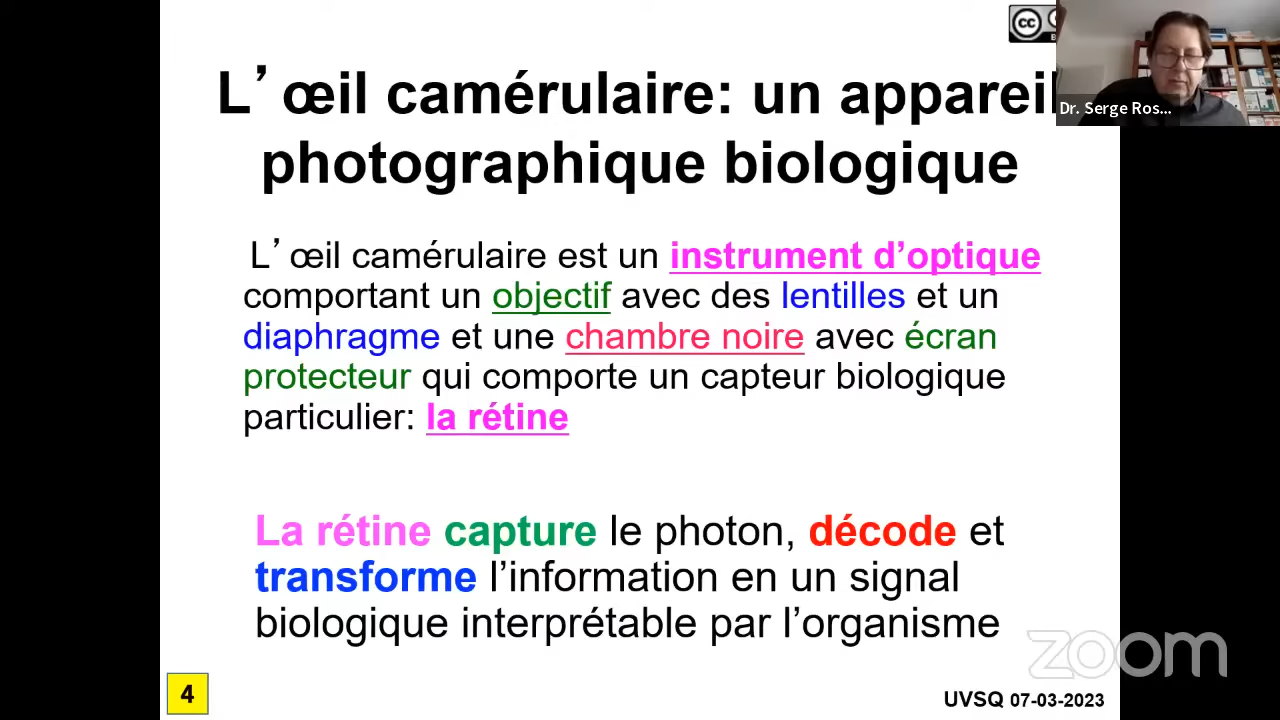 L’œil camérulaire: un appareil
photographique biologique
L’œil camérulaire est un instrument d’optique
comportant un objectif avec des lentilles et un
diaphragme et une chambre noire avec écran
protecteur qui comporte un capteur biologique
particulier: la rétine
La rétine capture le photon, décode et
transforme l’information en un signal
biologique interprétable par l’organisme
4
UVSQ 07-03-2023
cc
Dr. Serge Ros...
zoom